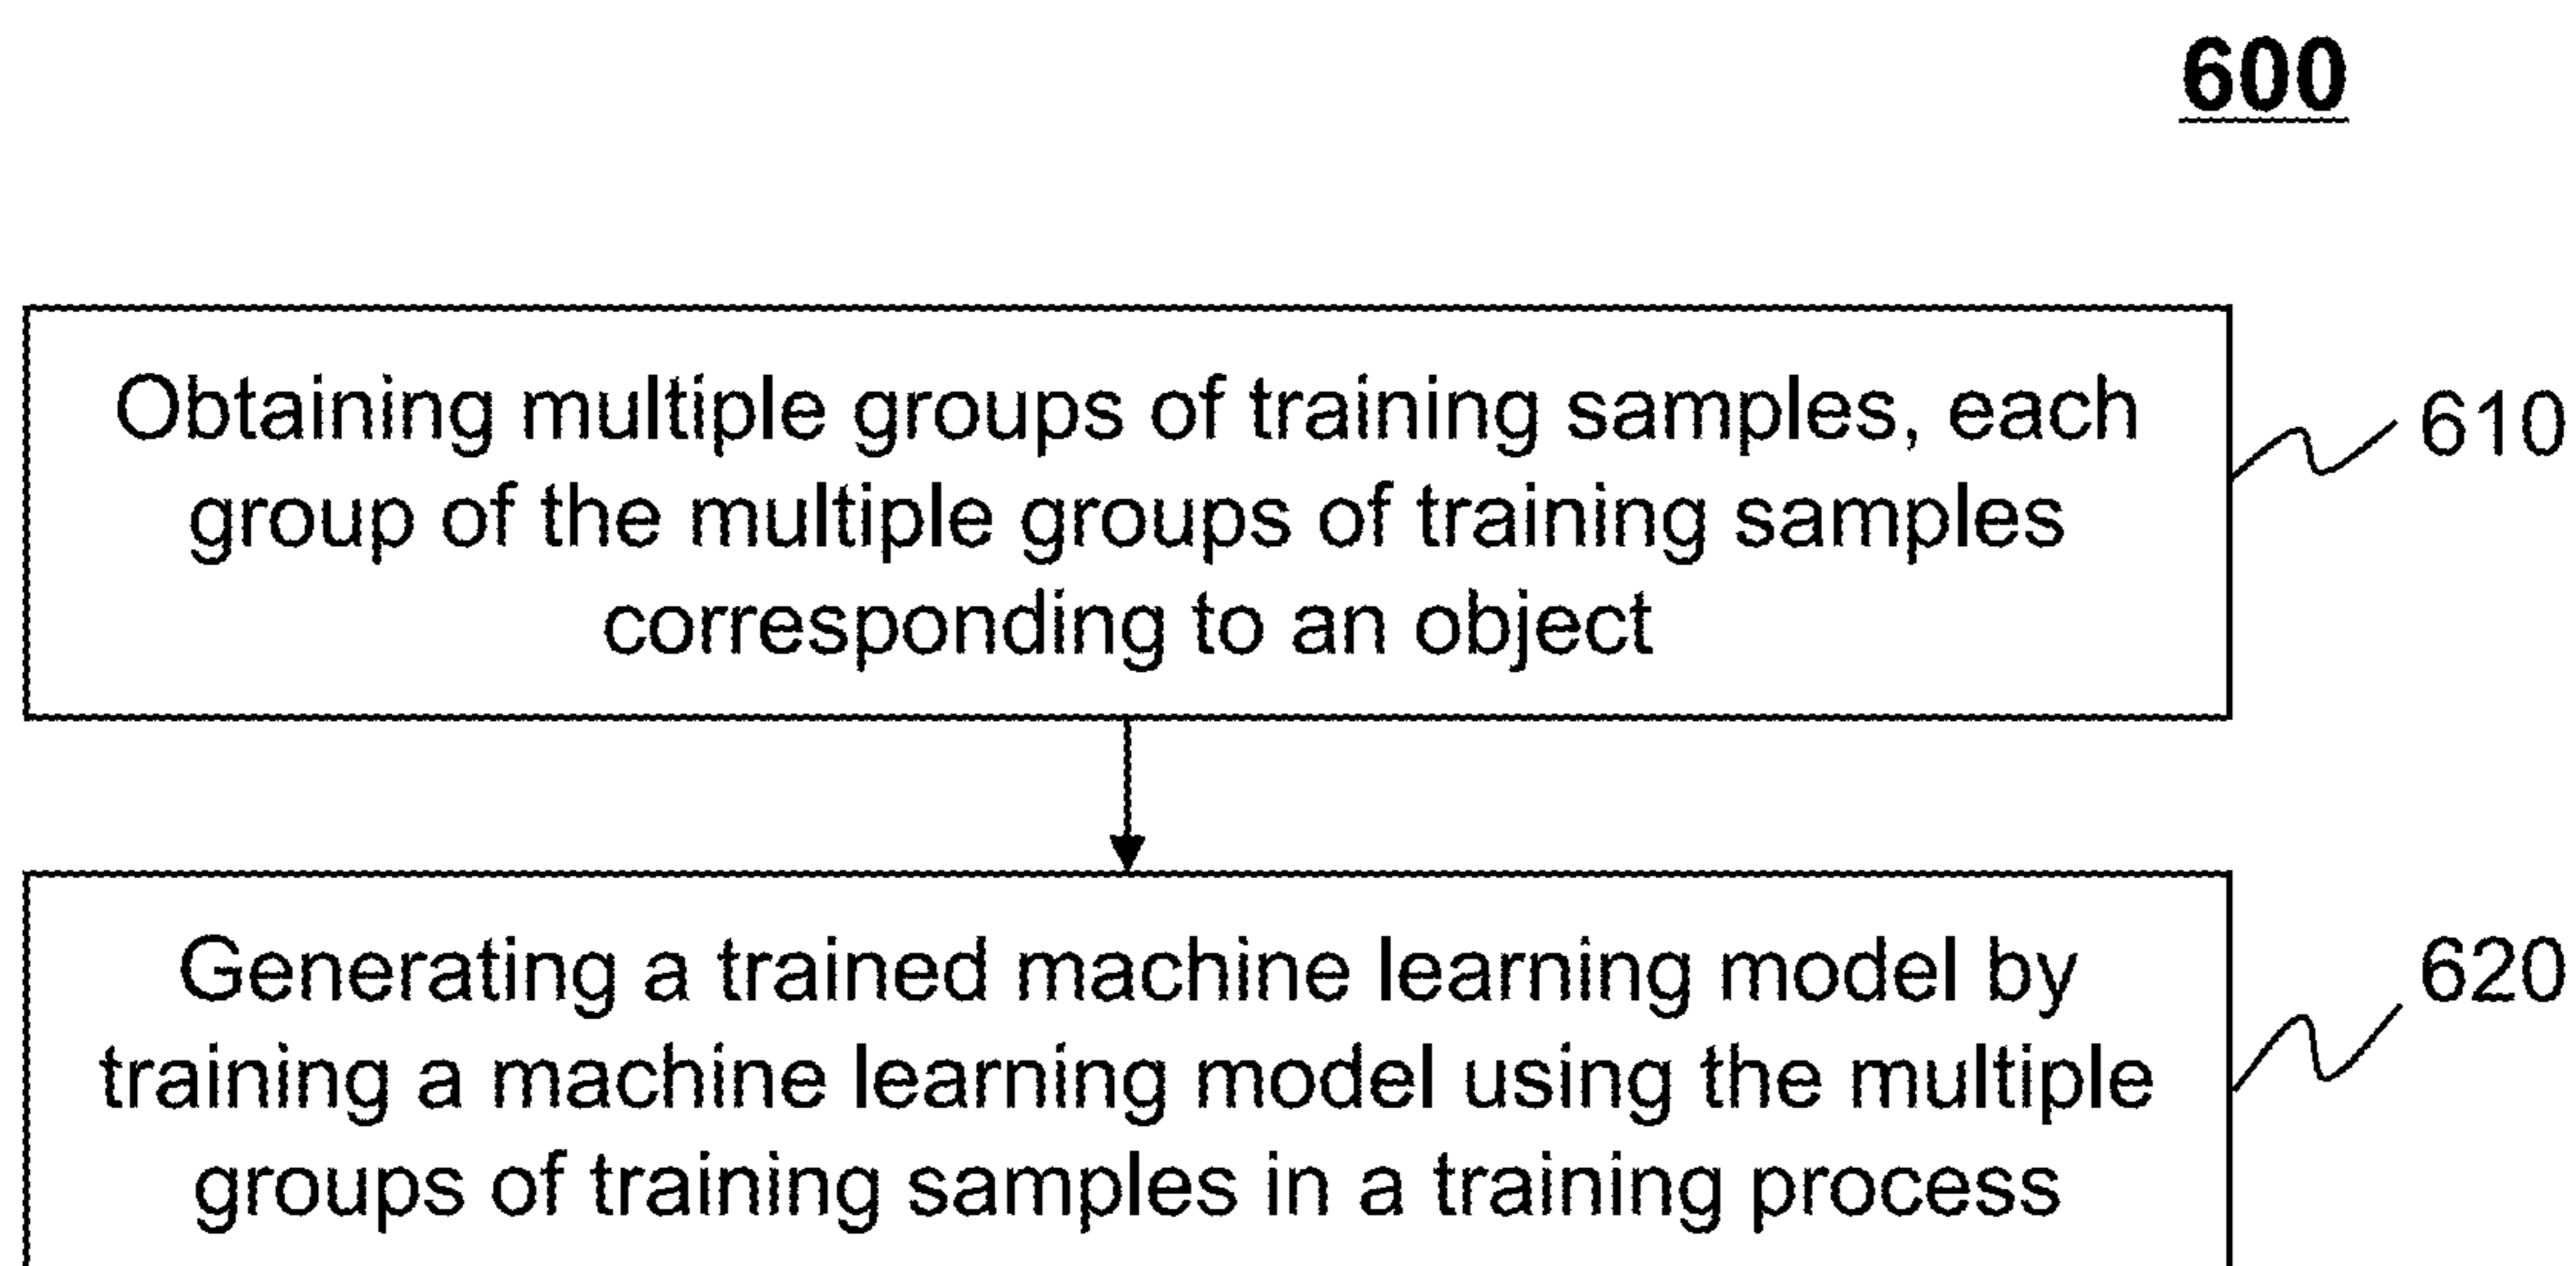 600
Obtaining multiple groups of training samples, each
group of the multiple groups of training samples
corresponding to an object
610
Generating a trained machine learning model by
training a machine learning model using the multiple
groups of training samples in a training process
620